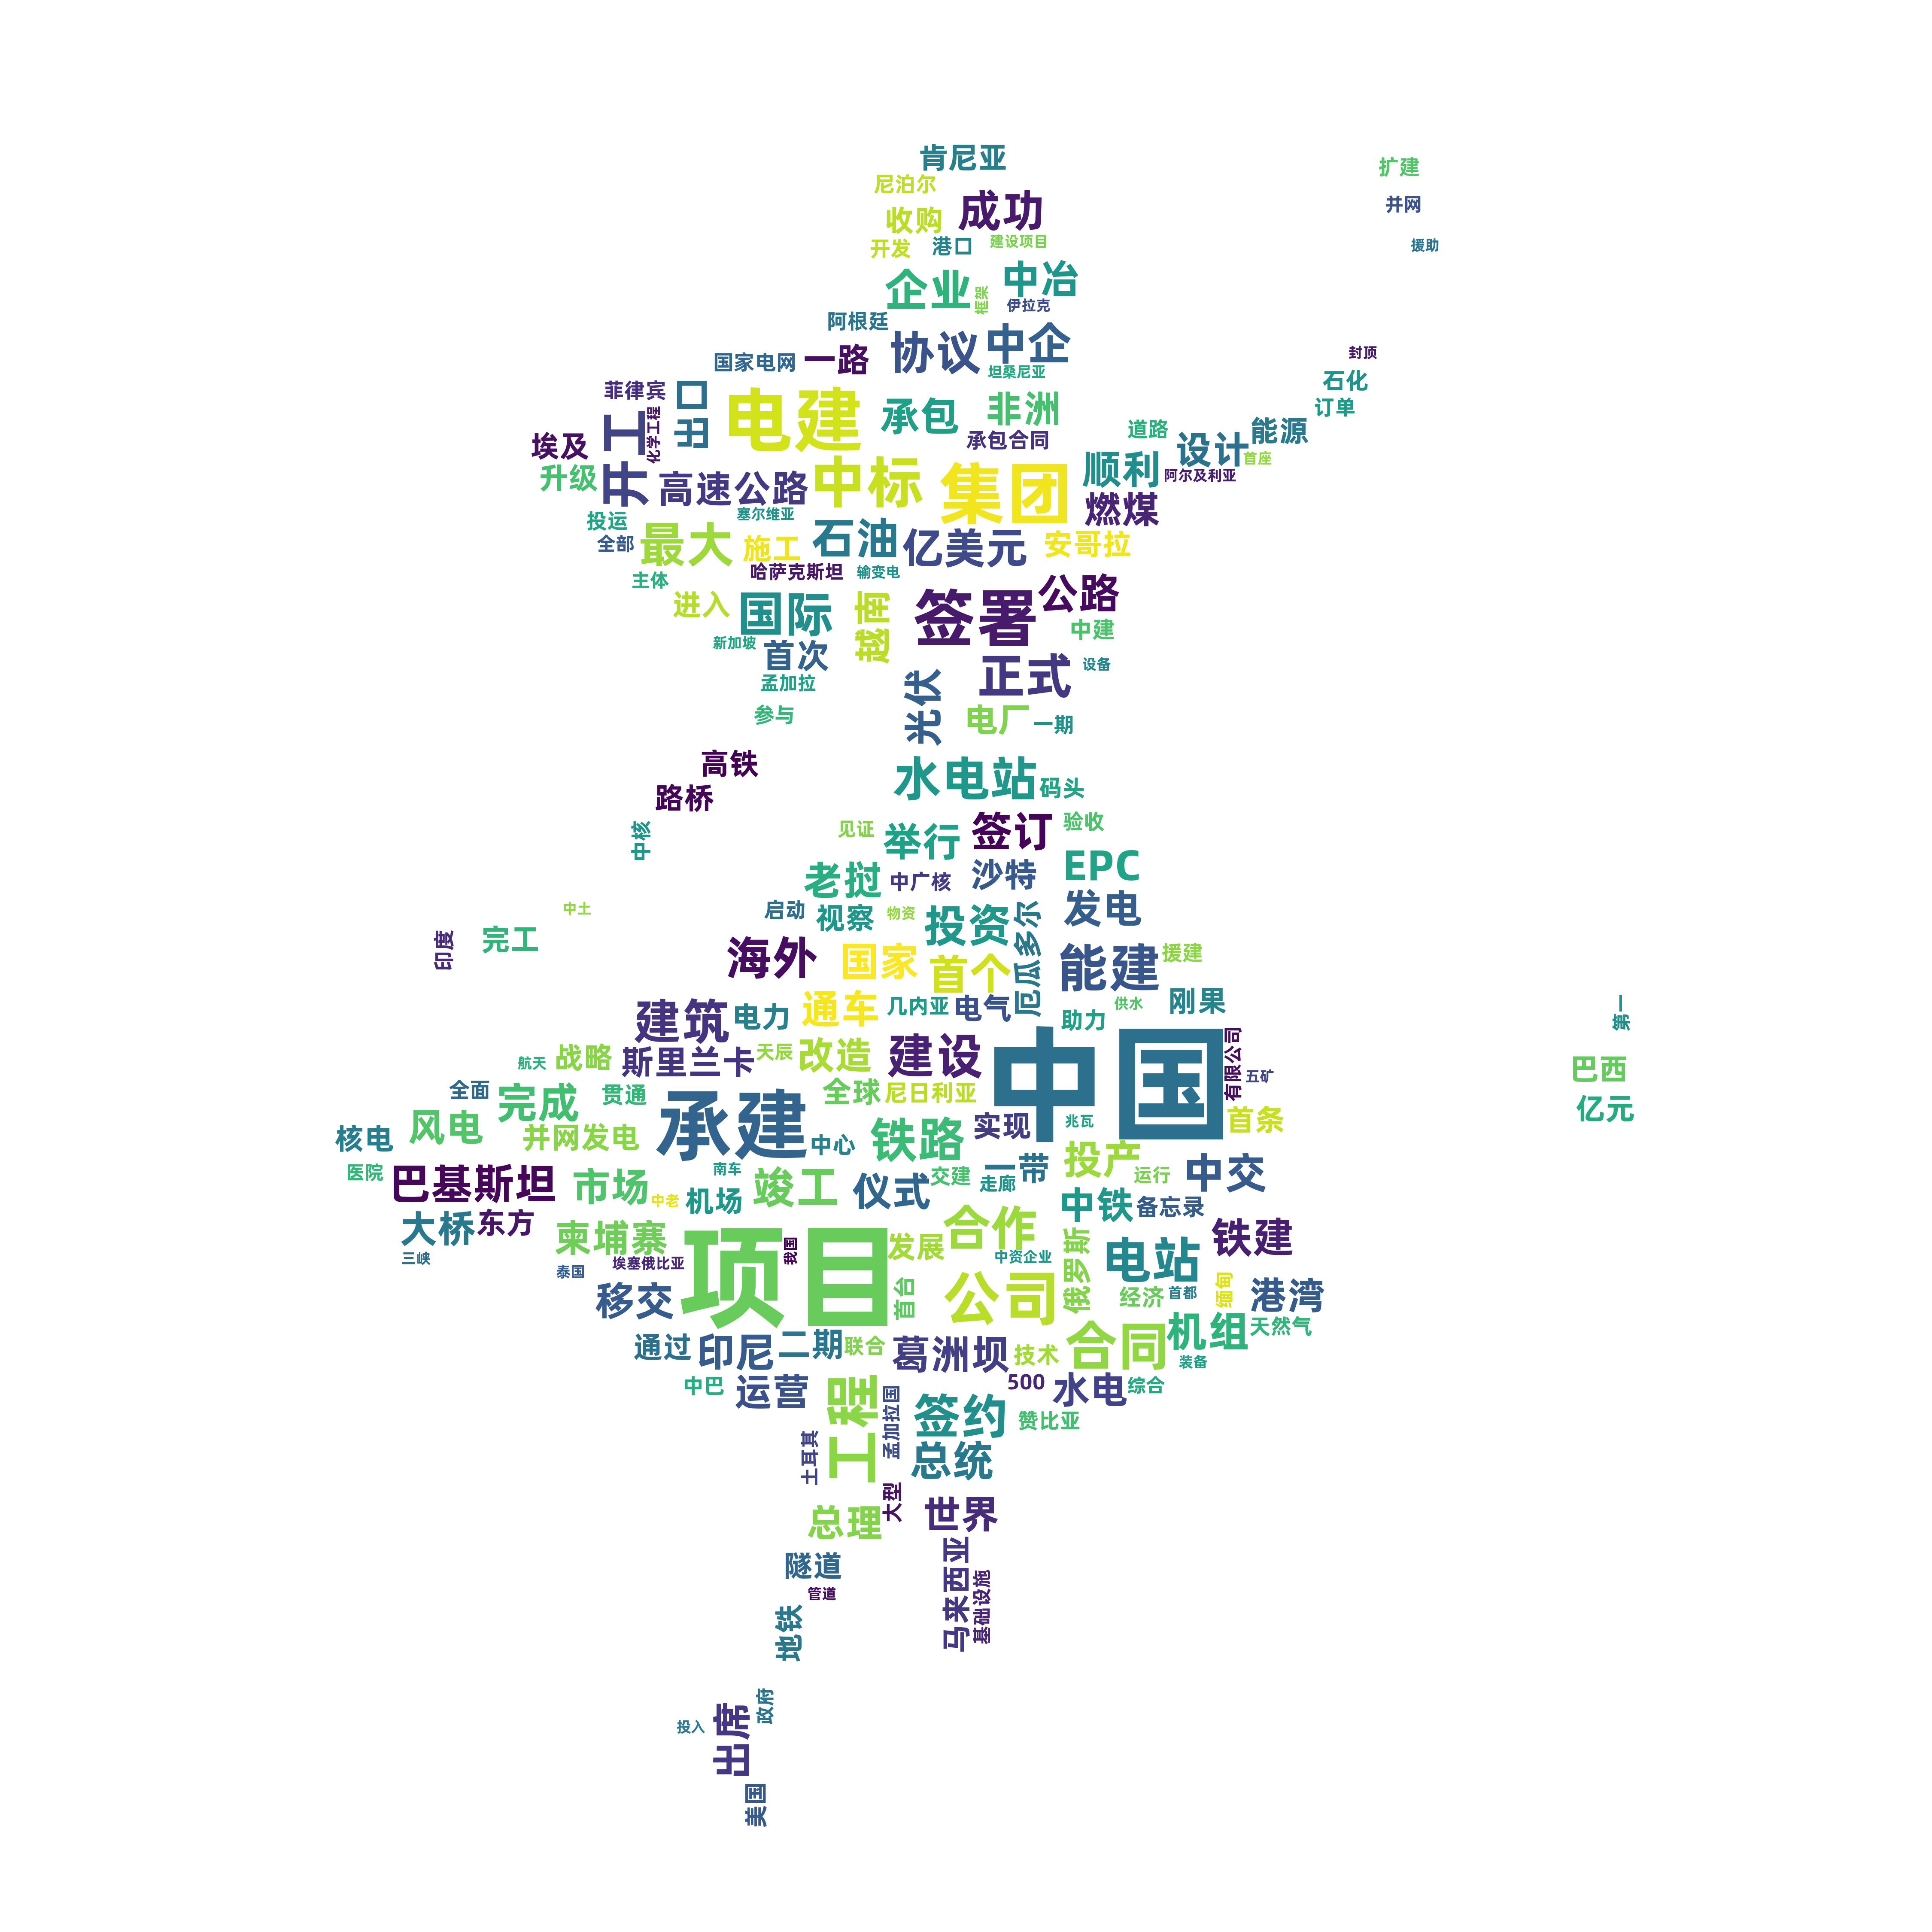 肯尼亚
扩建
尼泊尔
成功
并网
收购
开发
港口
建设项目
援助
企业
框架
中冶
伊拉克
阿根廷
协议
中企
国家电网
一路
封顶
坦桑尼亚
石化
菲律宾
出口
电建
承包
非洲
订单
开工
化学工程
承包合同
道路
能源
埃及
设计
首座
升级
高速公路
中标
集团
顺利
阿尔及利亚
燃煤
投运
塞尔维亚
全部
最大
施工
石油
亿美元
安哥拉
主体
哈萨克斯坦
输变电
进入
国际
越南
签署
公路
中建
新加坡
首次
正式
设备
孟加拉
参与
光伏
电厂
一期
高铁
水电站
码头
路桥
中核
见证
举行
签订
验收
EPC
老挝
中广核
沙特
启动
视察
物资
投资
厄瓜多尔
发电
中土
印度
完工
海外
国家
首个
能建
援建
建筑
电力
通车
几内亚
电气
供水
刚果
助力
第一
航天
战略
斯里兰卡
天辰
改造
建设
中国
有限公司
五矿
巴西
全面
完成
贯通
承建
全球
尼日利亚
亿元
核电
风电
并网发电
中心
铁路
实现
兆瓦
首条
医院
巴基斯坦
市场
中老
南车
机场
竣工
仪式
交建
一带
走廊
投产
运行
中交
大桥
东方
柬埔寨
中铁
备忘录
铁建
三峡
泰国
埃塞俄比亚
项目
我国
发展
合作
中资企业
俄罗斯
电站
移交
首台
公司
经济
首都
缅甸
港湾
通过
印尼
二期
联合
葛洲坝
技术
合同
机组
天然气
装备
中巴
运营
工程
孟加拉国
签约
500
水电
综合
赞比亚
土耳其
总统
总理
大型
世界
隧道
管道
马来西亚
基础设施
地铁
投入
出席
政府
美国